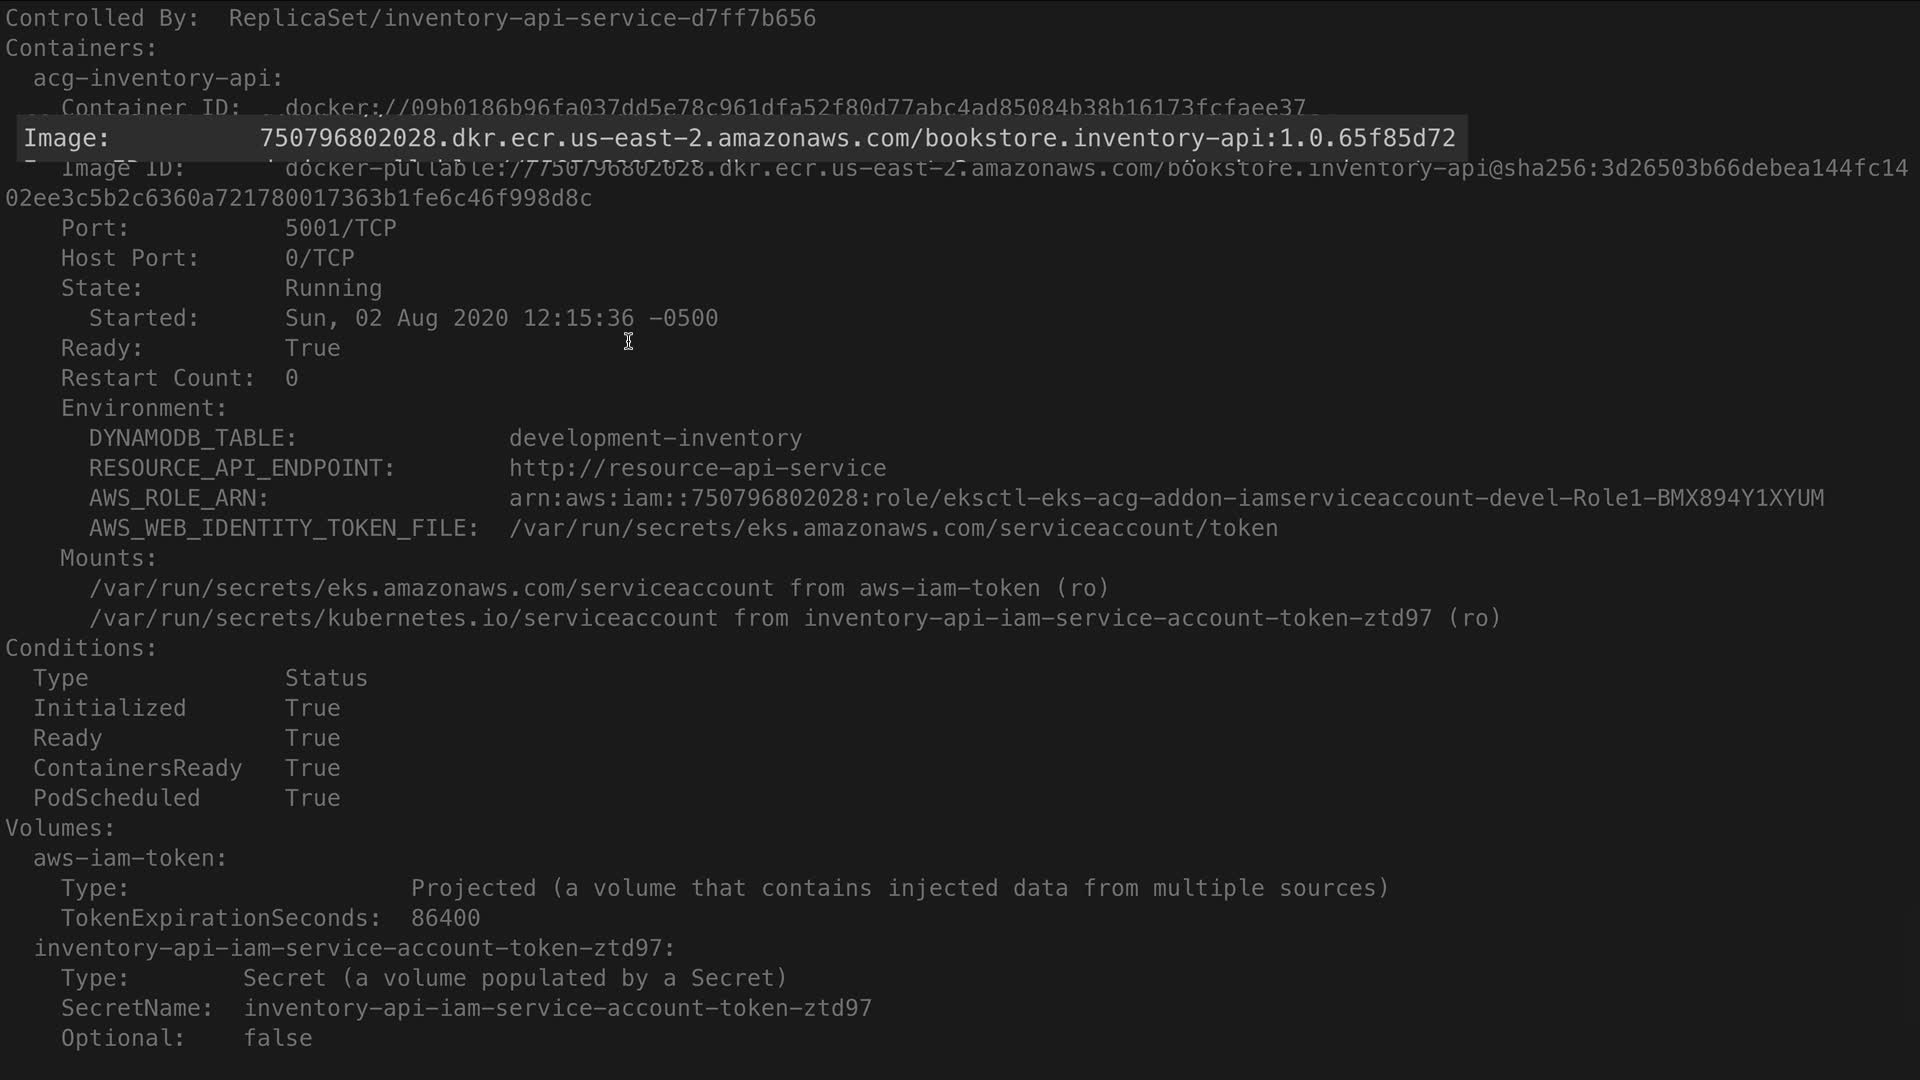 Controlled By:  ReplicaSet/inventory-api-service-d7ff7b656
Containers:
  acg-inventory-api:
    Container ID:   docker://09b0186b96fa037dd5e78c961dfa52f80d77abc4ad85084b38b16173fcfaee37
Image:          750796802028.dkr.ecr.us-east-2.amazonaws.com/bookstore.inventory-api:1.0.65f85d72
    Image ID:       docker-pullable://750796802028.dkr.ecr.us-east-2.amazonaws.com/bookstore.inventory-api@sha256:3d26503b66debea144fc14
02ee3c5b2c6360a721780017363b1fe6c46f998d8c
    Port:           5001/TCP
    Host Port:      0/TCP
    State:          Running
      Started:      Sun, 02 Aug 2020 12:15:36 -0500
    Ready:          True
    Restart Count:  0
    Environment:
      DYNAMODB_TABLE:               development-inventory
      RESOURCE_API_ENDPOINT:        http://resource-api-service
      AWS_ROLE_ARN:                 arn:aws:iam::750796802028:role/eksctl-eks-acg-addon-iamserviceaccount-devel-Role1-BMX894Y1XYUM
      AWS_WEB_IDENTITY_TOKEN_FILE:  /var/run/secrets/eks.amazonaws.com/serviceaccount/token
    Mounts:
      /var/run/secrets/eks.amazonaws.com/serviceaccount from aws-iam-token (ro)
      /var/run/secrets/kubernetes.io/serviceaccount from inventory-api-iam-service-account-token-ztd97 (ro)
Conditions:
  Type              Status
  Initialized       True
  Ready             True
  ContainersReady   True
  PodScheduled      True
Volumes:
  aws-iam-token:
    Type:                    Projected (a volume that contains injected data from multiple sources)
    TokenExpirationSeconds:  86400
  inventory-api-iam-service-account-token-ztd97:
    Type:        Secret (a volume populated by a Secret)
    SecretName:  inventory-api-iam-service-account-token-ztd97
    Optional:    false